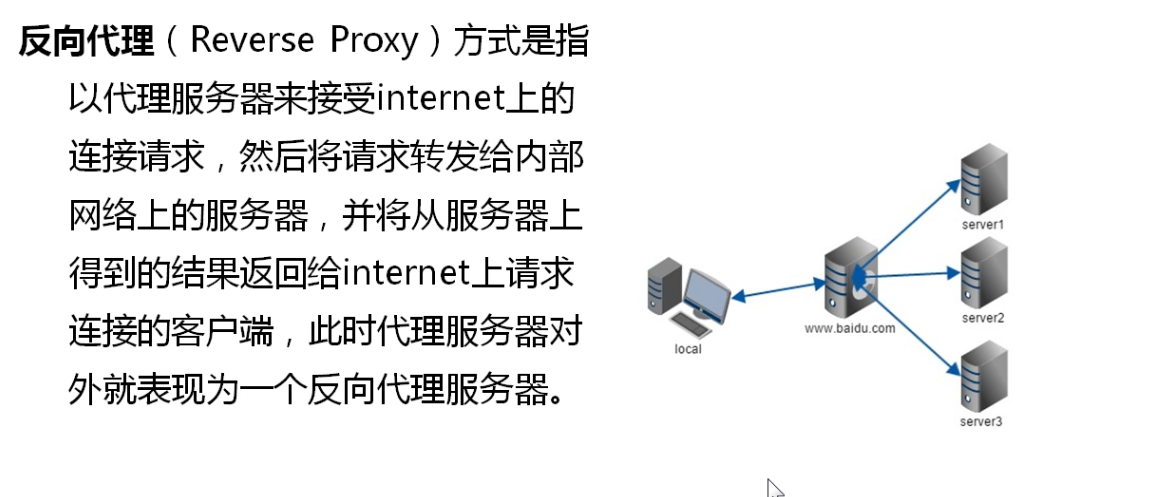 反向代理（Reverse Proxy）方式是指
以代理服务器来接受internet上的
连接请求，然后将请求转发给内部
网络上的服务器，并将从服务器上
得到的结果返回给internet上请求
连接的客户端，此时代理服务器对
外就表现为一个反向代理服务器。
local
www.baidu.com
server1
server2
server3